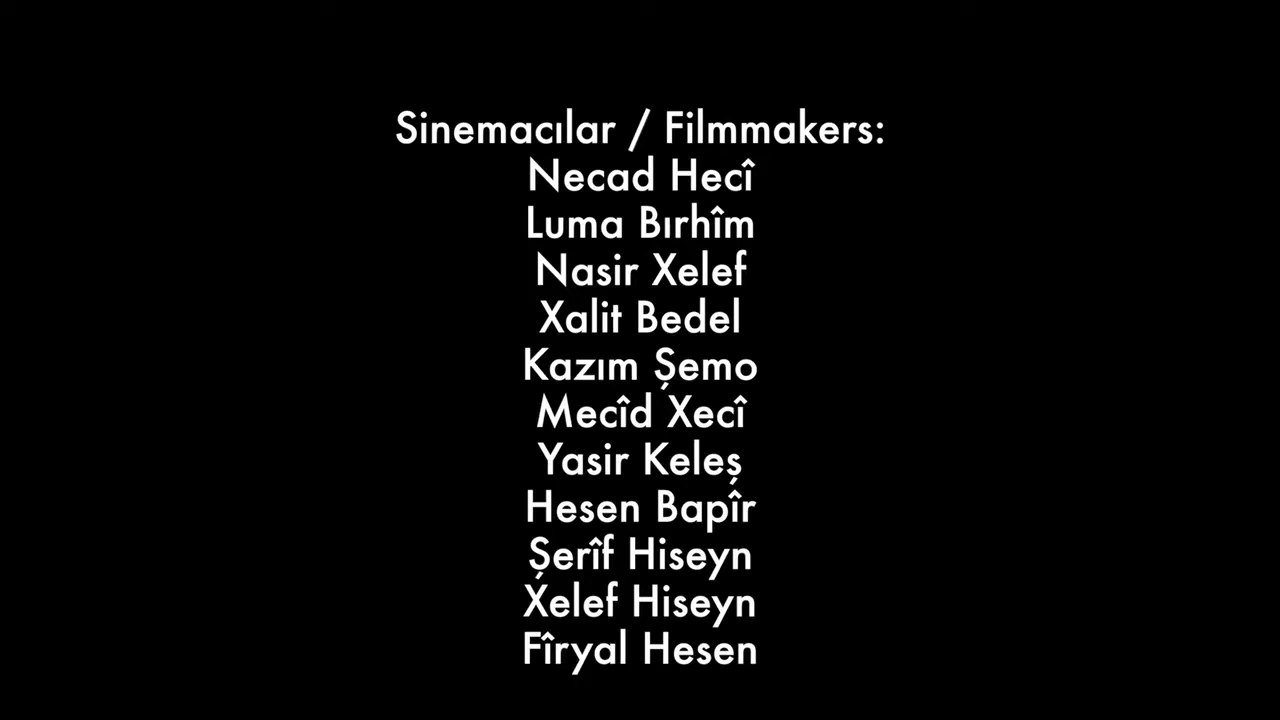 Sinemacılar / Filmmakers:
Necad Hecî
Luma Bırhîm
Nasir Xelef
Xalit Bedel
Kazım Şemo
Mecîd Xecî
Yasir Keleş
Hesen Bapîr
Şerîf Hiseyn
Xelef Hiseyn
Fîryal Hesen